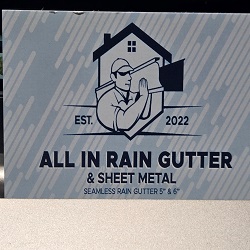 EST. 2022
ALL IN RAIN GUTTER
& SHEET METAL
SEAMLESS RAIN GUTTER 5" & 6"